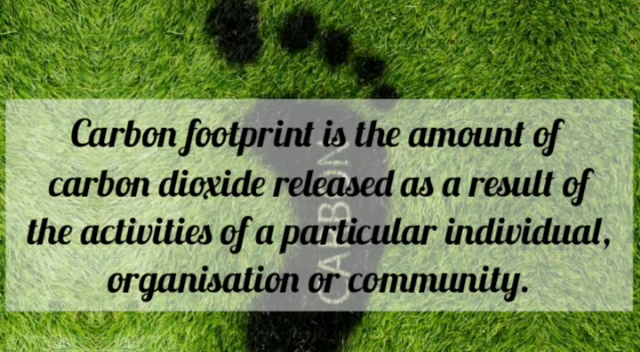 Carbon footprint is the amount of
carbon dioxide released as a result of
the activities of a particular individual,
organisation or community.
CARBON